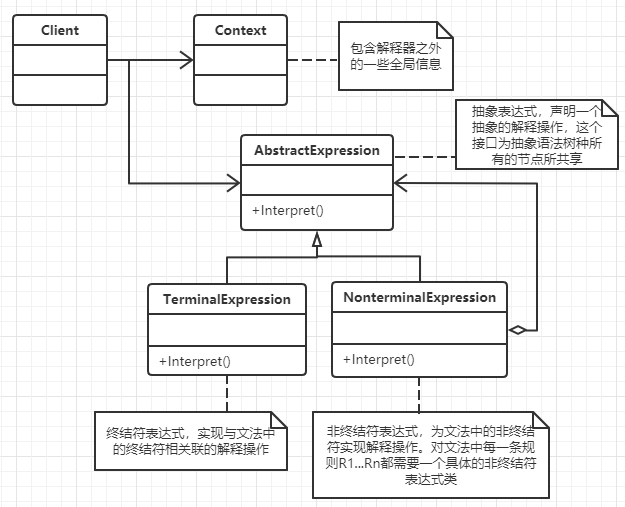 Client
Context
包含解释器之外
的一些全局信息
抽象表达式，声明一个
抽象的解释操作，这个
接口为抽象语法树种所
有的节点所共享
AbstractExpression
+Interpret()
TerminalExpression
+Interpret()
NonterminalExpression
+Interpret()
终结符表达式，实现与文法中
的终结符相关联的解释操作
非终结符表达式，为文法中的非终结
符实现解释操作。对文法中每一条规
则R1...Rn都需要一个具体的非终结符
表达式类